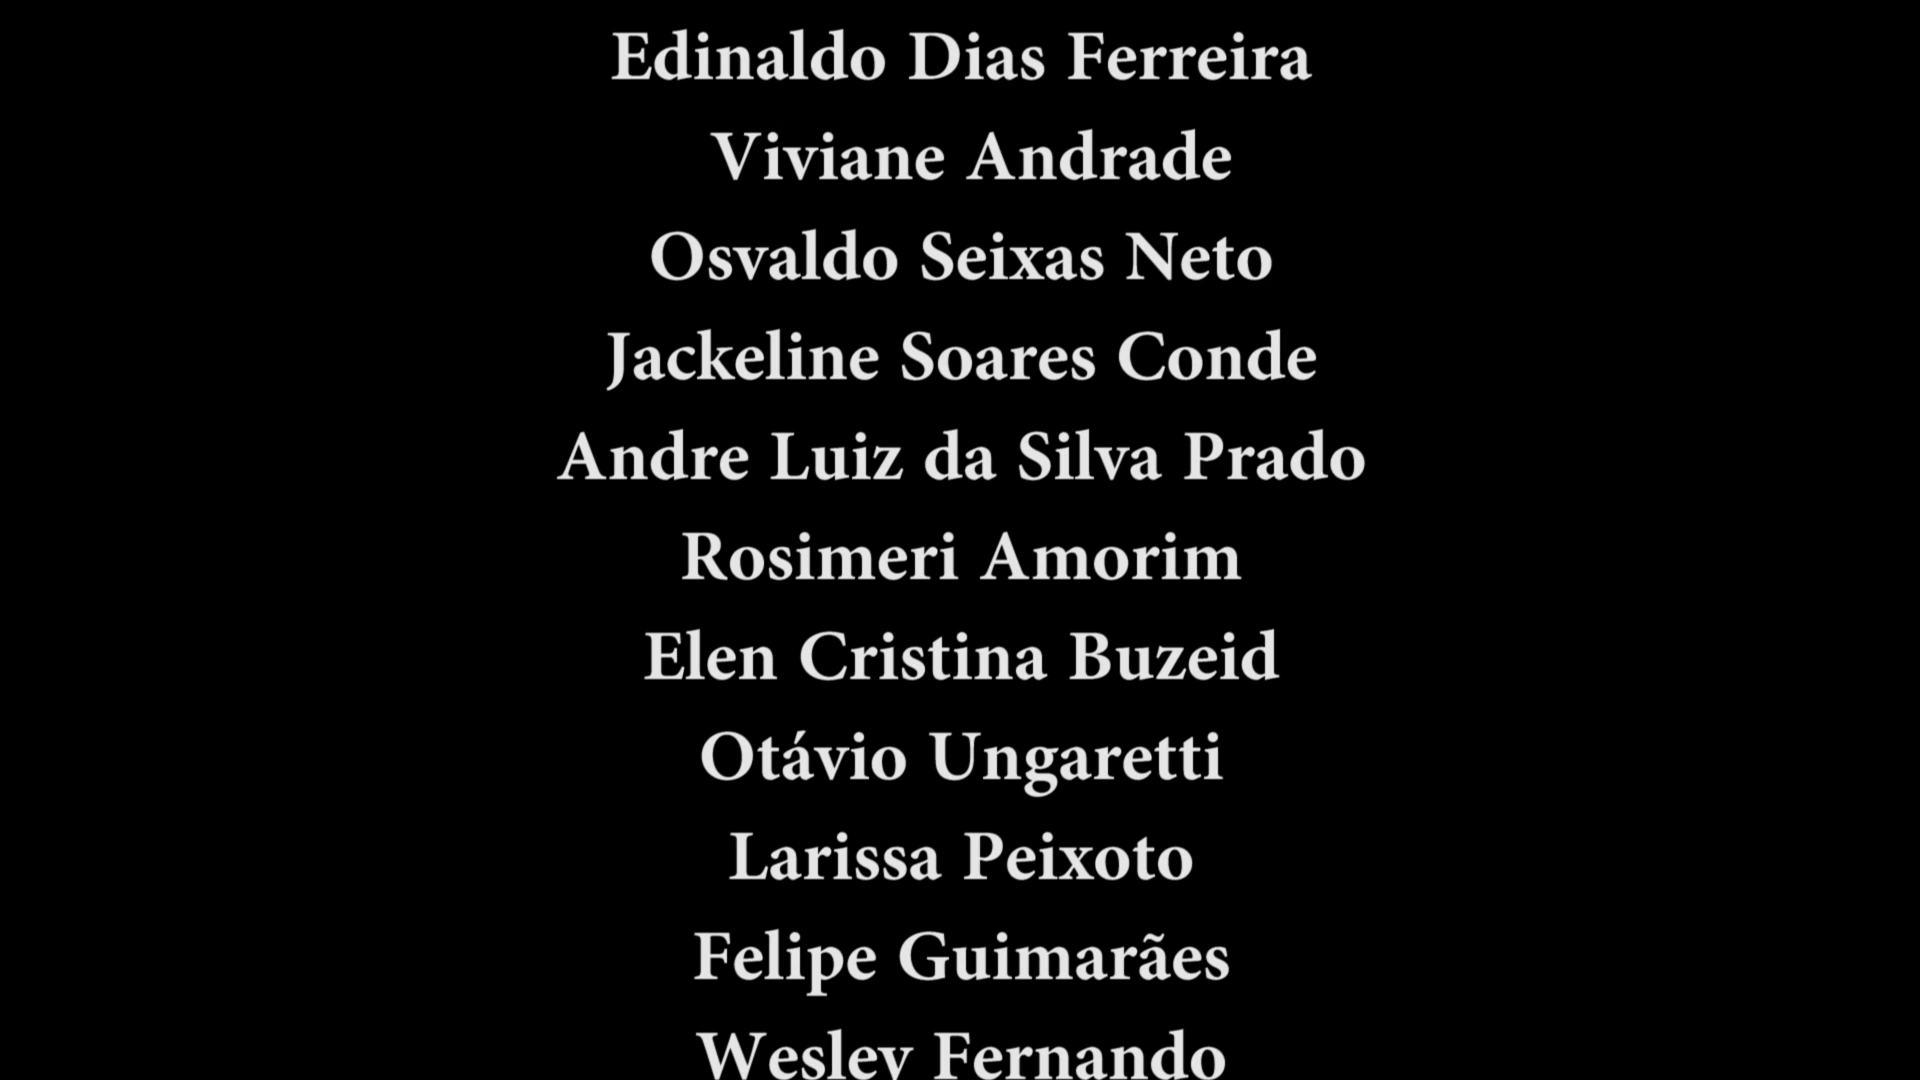 Edinaldo Dias Ferreira
Viviane Andrade
Osvaldo Seixas Neto
Jackeline Soares Conde
Andre Luiz da Silva Prado
Rosimeri Amorim
Elen Cristina Buzeid
Otávio Ungaretti
Larissa Peixoto
Felipe Guimarães
Wesley Fernando